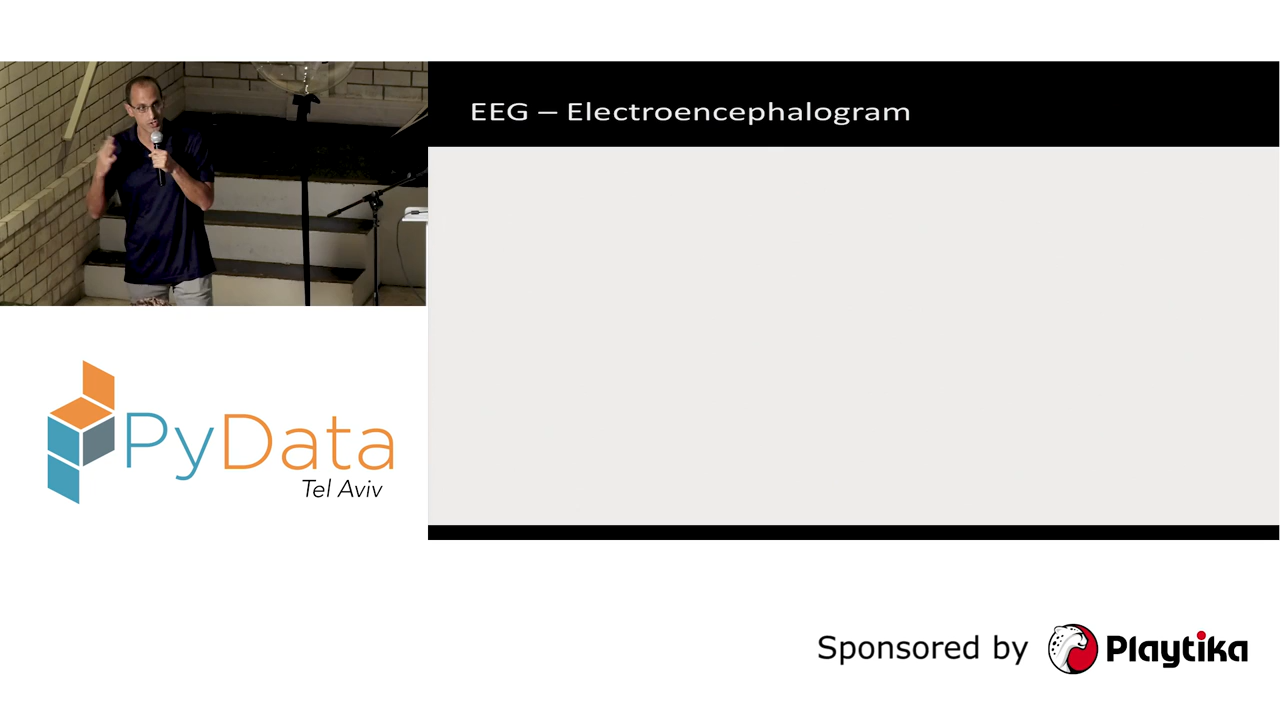 EEG – Electroencephalogram
PyData
Tel Aviv
Sponsored by Playtika